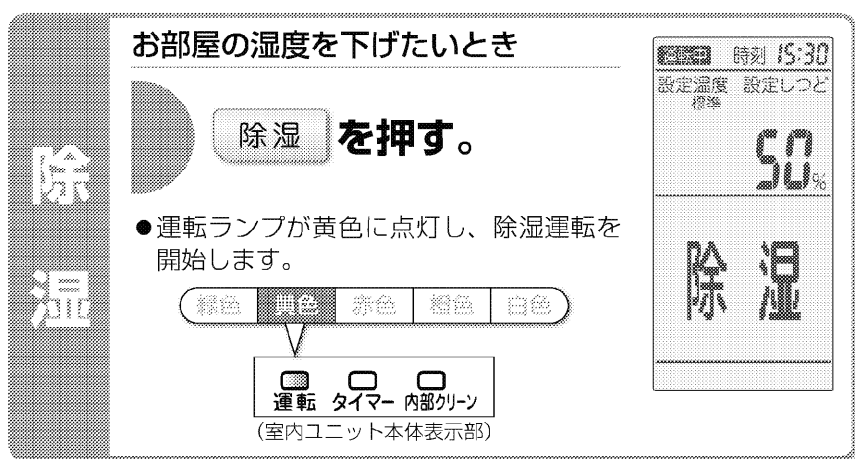 除湿
お部屋の湿度を下げたいとき
除湿 を押す。
●運転ランプが黄色に点灯し、除湿運転を
開始します。
緑色 黄色 赤色 橙色 白色
運転 タイマー 内部クリーン
（室内ユニット本体表示部）
時刻 15:30
設定温度 設定しつど
標準
50%
除湿